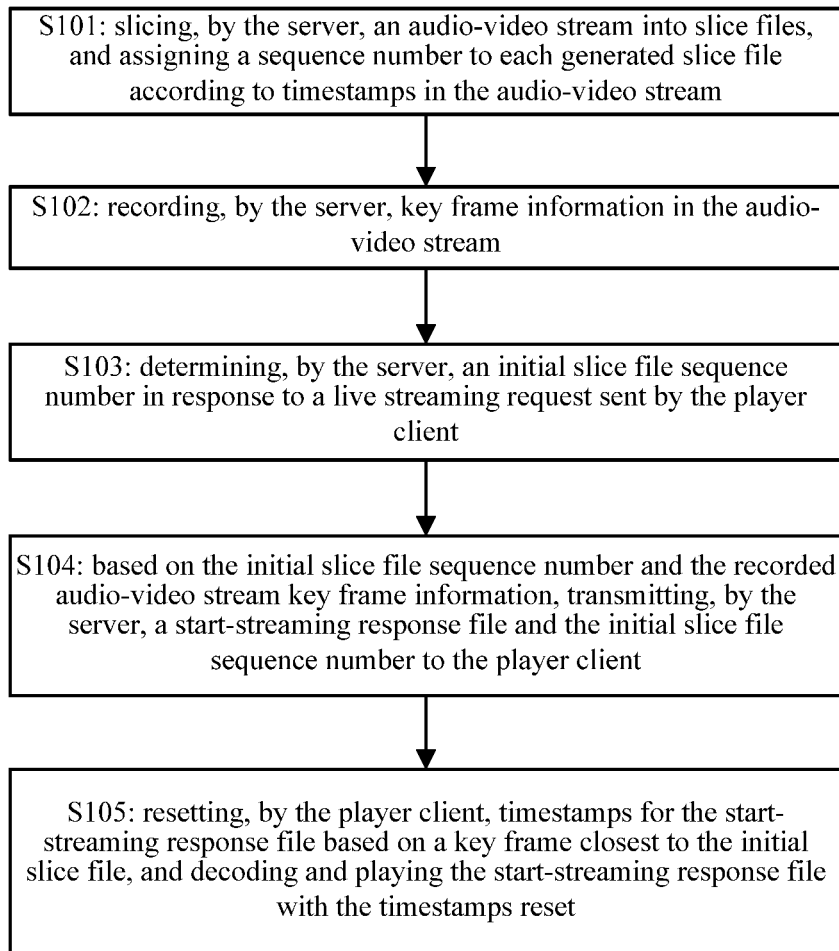 S101: slicing, by the server, an audio-video stream into slice files,
and assigning a sequence number to each generated slice file
according to timestamps in the audio-video stream
S102: recording, by the server, key frame information in the audio-
video stream
S103: determining, by the server, an initial slice file sequence
number in response to a live streaming request sent by the player
client
S104: based on the initial slice file sequence number and the recorded
audio-video stream key frame information, transmitting, by the
server, a start-streaming response file and the initial slice file
sequence number to the player client
S105: resetting, by the player client, timestamps for the start-
streaming response file based on a key frame closest to the initial
slice file, and decoding and playing the start-streaming response file
with the timestamps reset